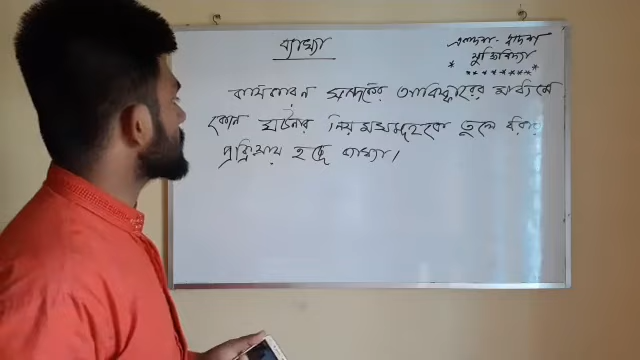 ব্যাখ্যা
একাদশ - দ্বাদশ
যুক্তিবিদ্যা
কার্যকারণ সম্পর্কের আবিষ্কারের মাধ্যমে
কোন ঘটনার নিয়মসমূহকে তুলে ধরার
প্রক্রিয়ায় হচ্ছে ব্যাখ্যা।